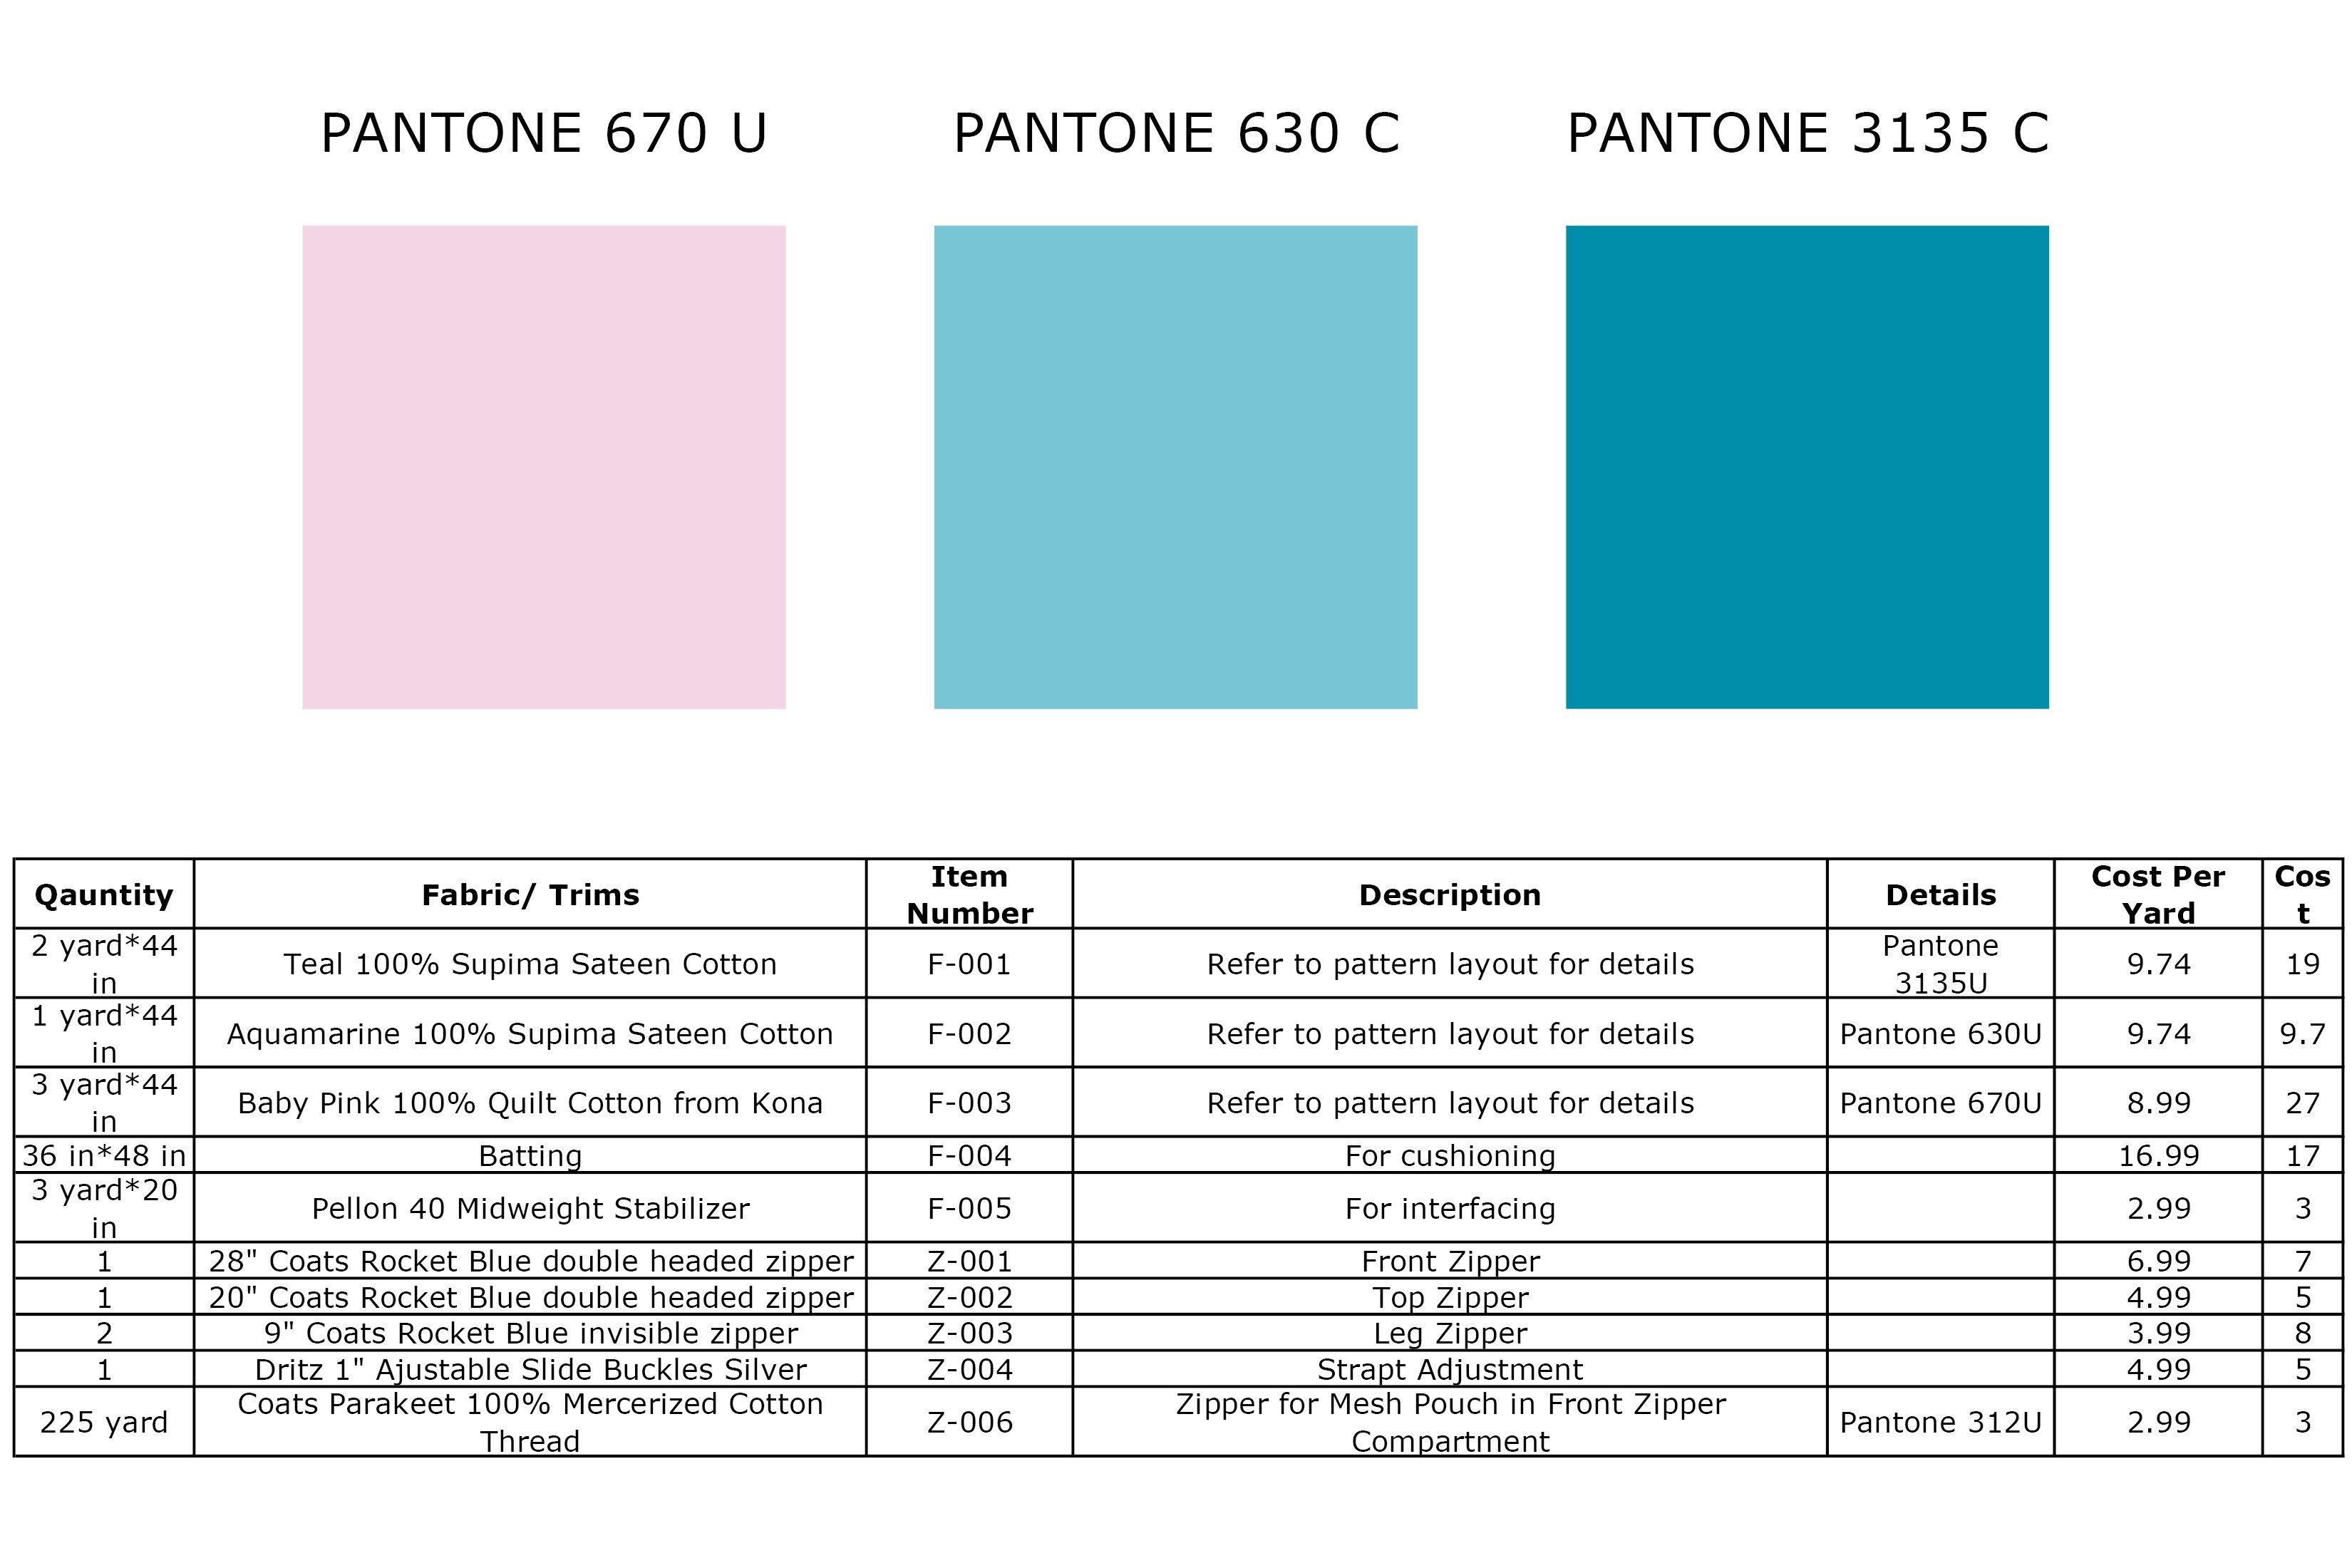 PANTONE 670 U PANTONE 630 C PANTONE 3135 C
Qauntity Fabric/ Trims Item Number Description Details Cost Per Yard Cos t
2 yard*44 in Teal 100% Supima Sateen Cotton F-001 Refer to pattern layout for details Pantone 3135U 9.74 19
1 yard*44 in Aquamarine 100% Supima Sateen Cotton F-002 Refer to pattern layout for details Pantone 630U 9.74 9.7
3 yard*44 in Baby Pink 100% Quilt Cotton from Kona F-003 Refer to pattern layout for details Pantone 670U 8.99 27
36 in*48 in Batting F-004 For cushioning 16.99 17
3 yard*20 in Pellon 40 Midweight Stabilizer F-005 For interfacing 2.99 3
1 28" Coats Rocket Blue double headed zipper Z-001 Front Zipper 6.99 7
1 20" Coats Rocket Blue double headed zipper Z-002 Top Zipper 4.99 5
2 9" Coats Rocket Blue invisible zipper Z-003 Leg Zipper 3.99 8
1 Dritz 1" Ajustable Slide Buckles Silver Z-004 Strapt Adjustment 4.99 5
225 yard Coats Parakeet 100% Mercerized Cotton Thread Z-006 Zipper for Mesh Pouch in Front Zipper Compartment Pantone 312U 2.99 3